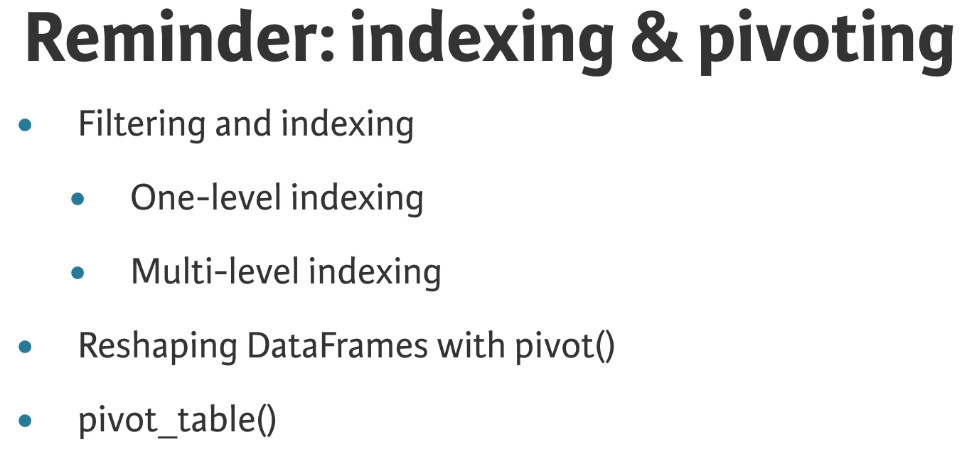 Reminder: indexing & pivoting
• Filtering and indexing
• One-level indexing
• Multi-level indexing
• Reshaping DataFrames with pivot()
• pivot_table()